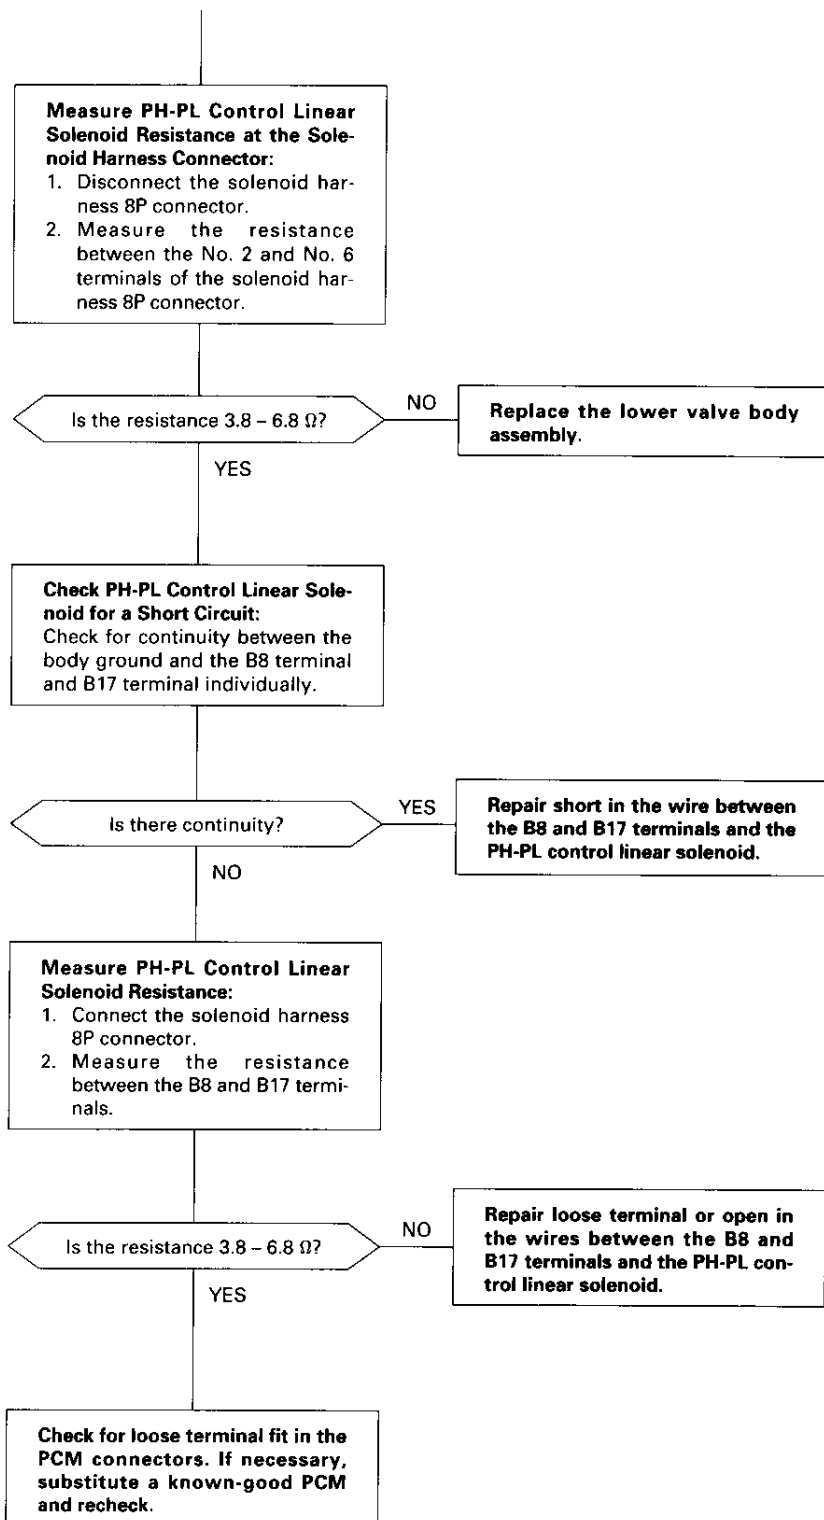 Measure PH-PL Control Linear
Solenoid Resistance at the Sole-
noid Harness Connector:
1. Disconnect the solenoid har-
ness 8P connector.
2. Measure the resistance
between the No. 2 and No. 6
terminals of the solenoid har-
ness 8P connector.
Is the resistance 3.8 – 6.8 Ω?
NO
Replace the lower valve body
assembly.
YES
Check PH-PL Control Linear Sole-
noid for a Short Circuit:
Check for continuity between the
body ground and the B8 terminal
and B17 terminal individually.
Is there continuity?
YES
Repair short in the wire between
the B8 and B17 terminals and the
PH-PL control linear solenoid.
NO
Measure PH-PL Control Linear
Solenoid Resistance:
1. Connect the solenoid harness
8P connector.
2. Measure the resistance
between the B8 and B17 termi-
nals.
Is the resistance 3.8 – 6.8 Ω?
NO
Repair loose terminal or open in
the wires between the B8 and
B17 terminals and the PH-PL con-
trol linear solenoid.
YES
Check for loose terminal fit in the
PCM connectors. If necessary,
substitute a known-good PCM
and recheck.